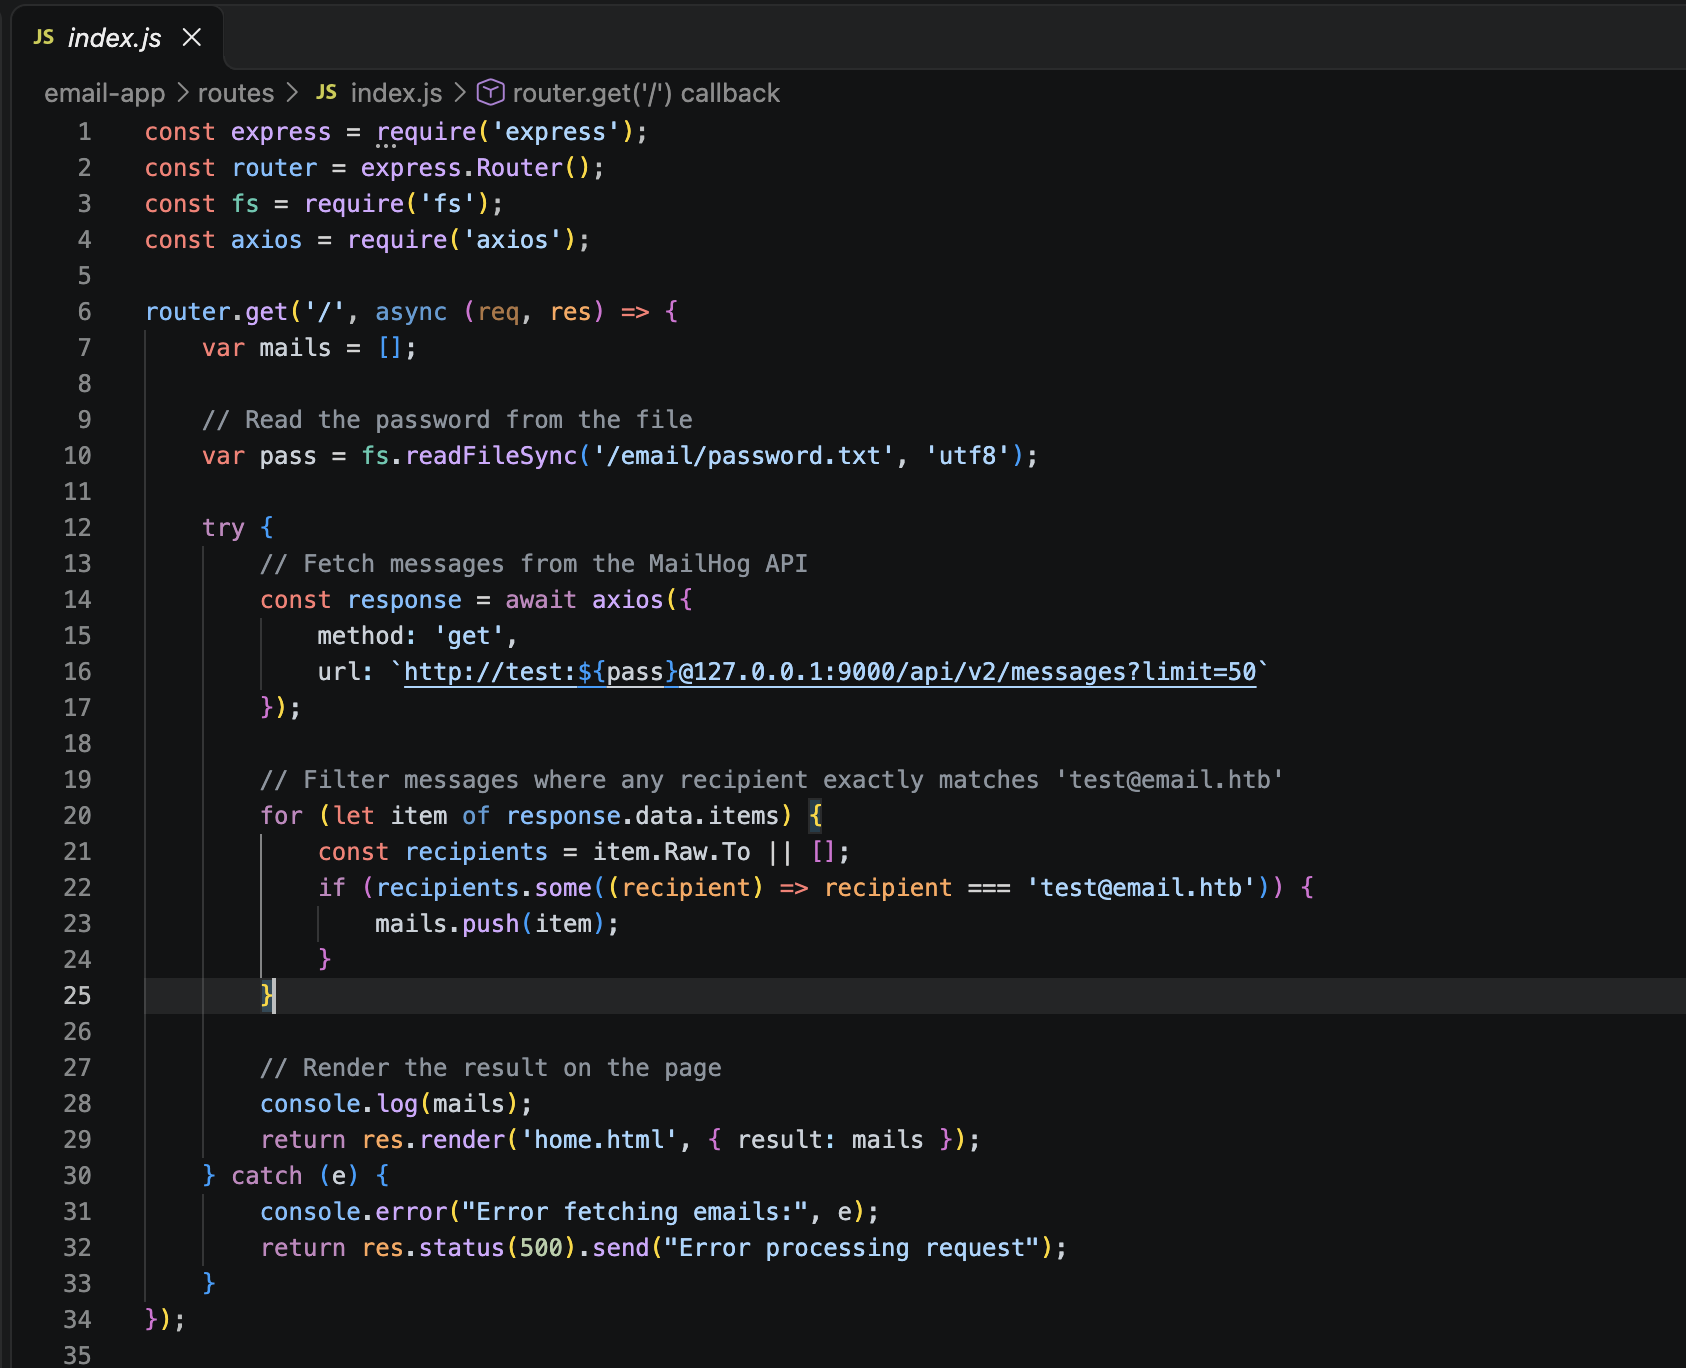 JS index.js
email-app > routes > JS index.js > router.get('/') callback
1 const express = require('express');
2 const router = express.Router();
3 const fs = require('fs');
4 const axios = require('axios');
5
6 router.get('/', async (req, res) => {
7     var mails = [];
8
9     // Read the password from the file
10     var pass = fs.readFileSync('/email/password.txt', 'utf8');
11
12     try {
13         // Fetch messages from the MailHog API
14         const response = await axios({
15             method: 'get',
16             url: `http://test:${pass}@127.0.0.1:9000/api/v2/messages?limit=50`
17         });
18
19         // Filter messages where any recipient exactly matches 'test@email.htb'
20         for (let item of response.data.items) {
21             const recipients = item.Raw.To || [];
22             if (recipients.some((recipient) => recipient === 'test@email.htb')) {
23                 mails.push(item);
24             }
25         }
26
27         // Render the result on the page
28         console.log(mails);
29         return res.render('home.html', { result: mails });
30     } catch (e) {
31         console.error("Error fetching emails:", e);
32         return res.status(500).send("Error processing request");
33     }
34 });
35